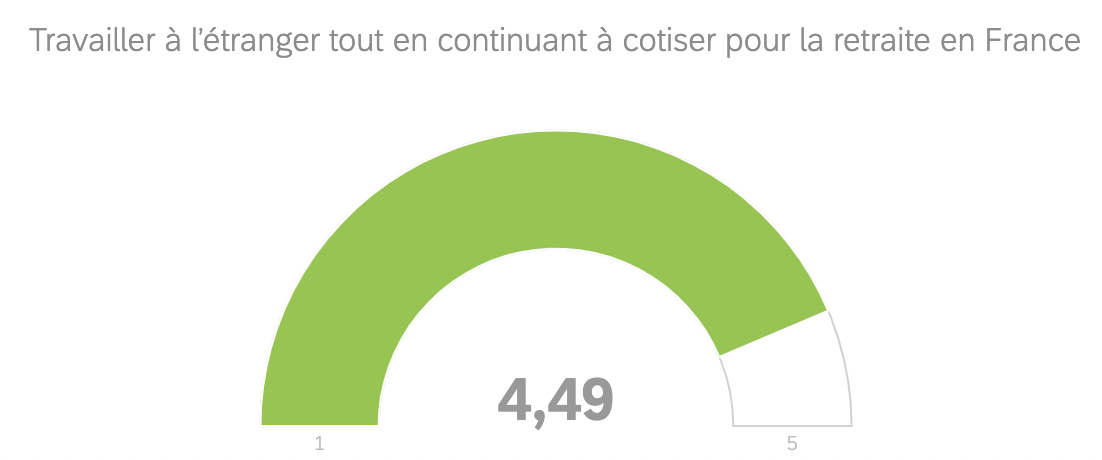 Travailler à l’étranger tout en continuant à cotiser pour la retraite en France
4,49
1
5